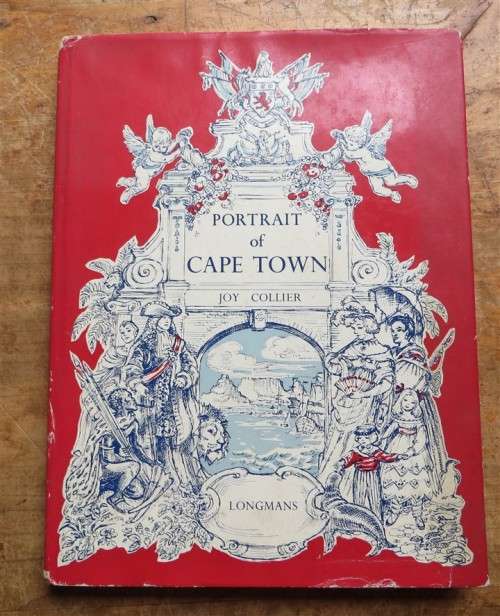 PORTRAIT
of
CAPE TOWN
JOY COLLIER
LONGMANS